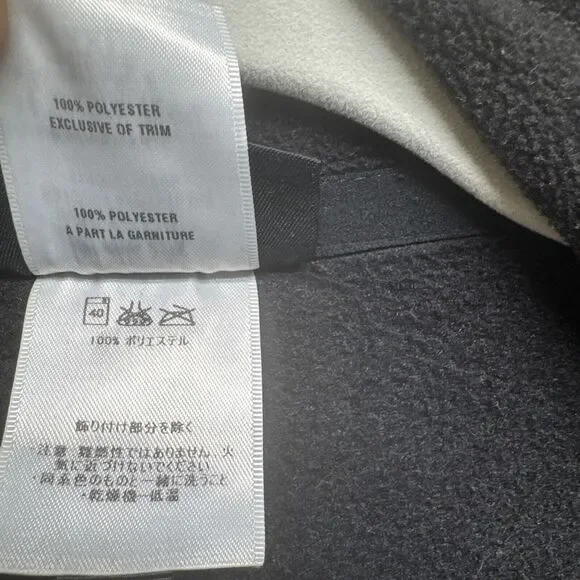 100% POLYESTER
EXCLUSIVE OF TRIM
100% POLYESTER
À PART LA GARNITURE
40
100% ポリエステル
飾り付け部分を除く
・注意 難燃性ではありません。火
気に近づけないでください
・同系色のものと一緒に洗うこと
・乾燥機－低温